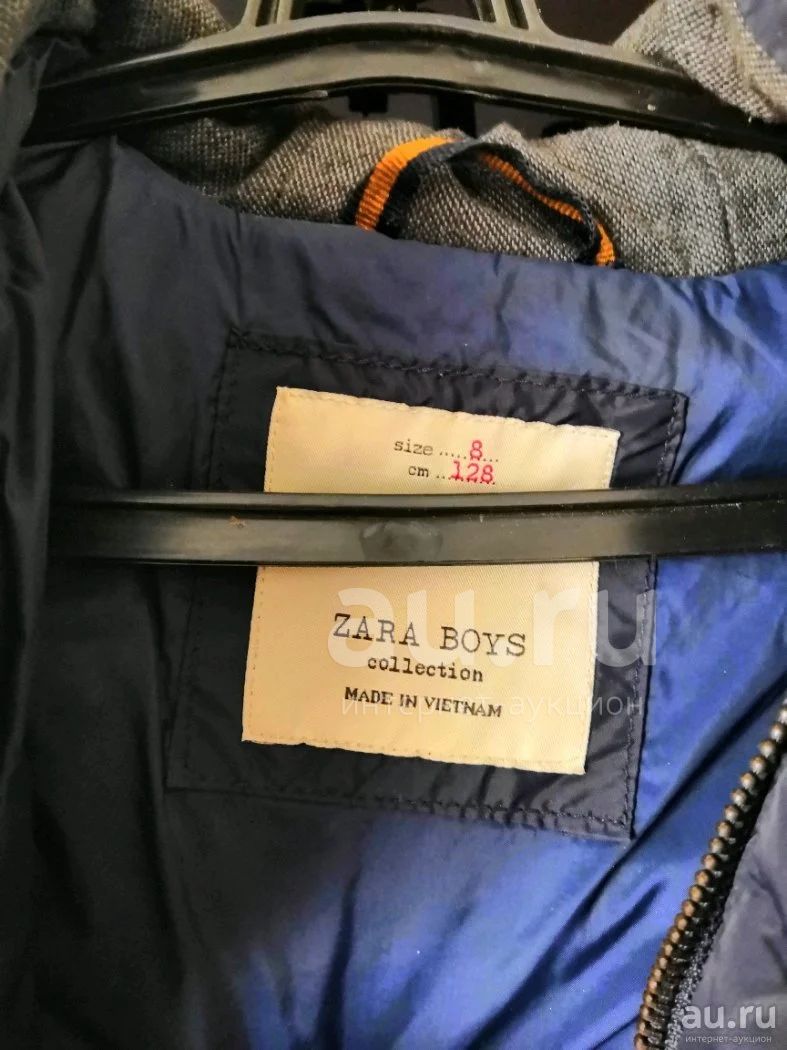 size .....8...
cm ...128
ZARA BOYS
collection
MADE IN VIETNAM
au.ru
интернет-аукцион
au.ru
интернет-аукцион